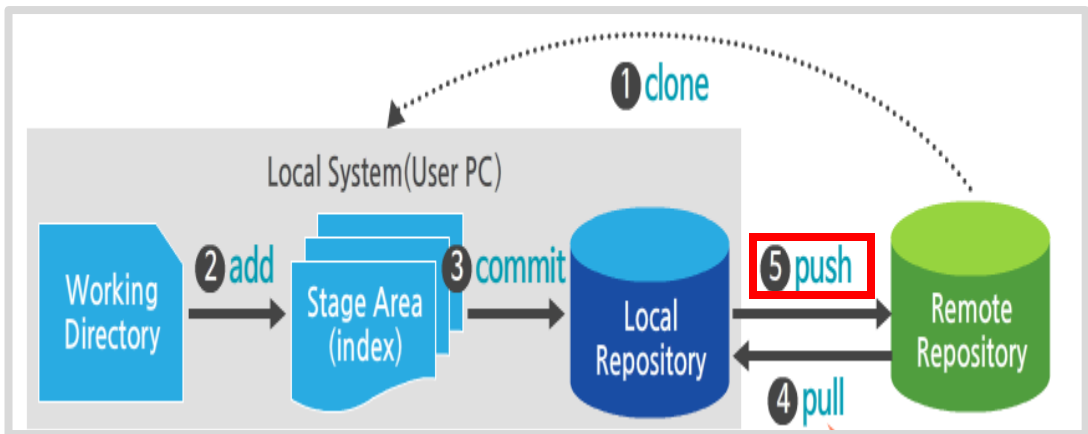 1 clone
Local System(User PC)
2 add
3 commit
5 push
Working
Directory
Stage Area
(index)
Local
Repository
Remote
Repository
4 pull